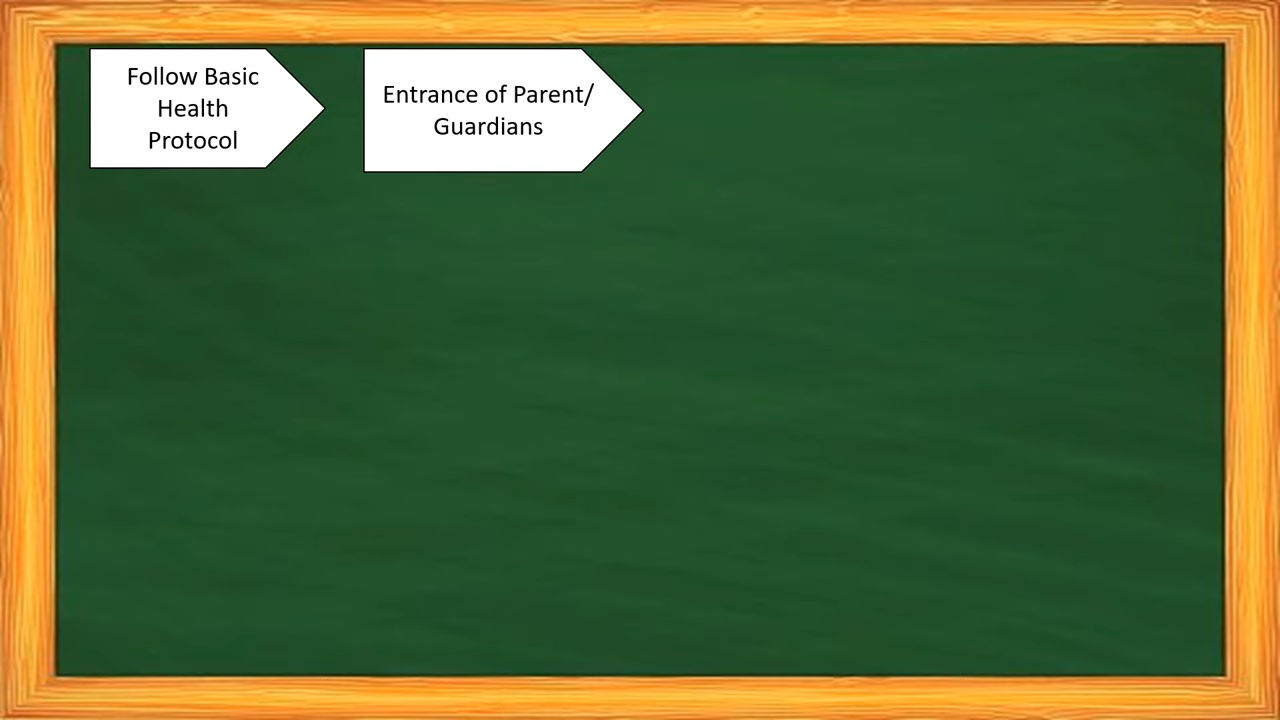 Follow Basic
Health
Protocol
Entrance of Parent/
Guardians